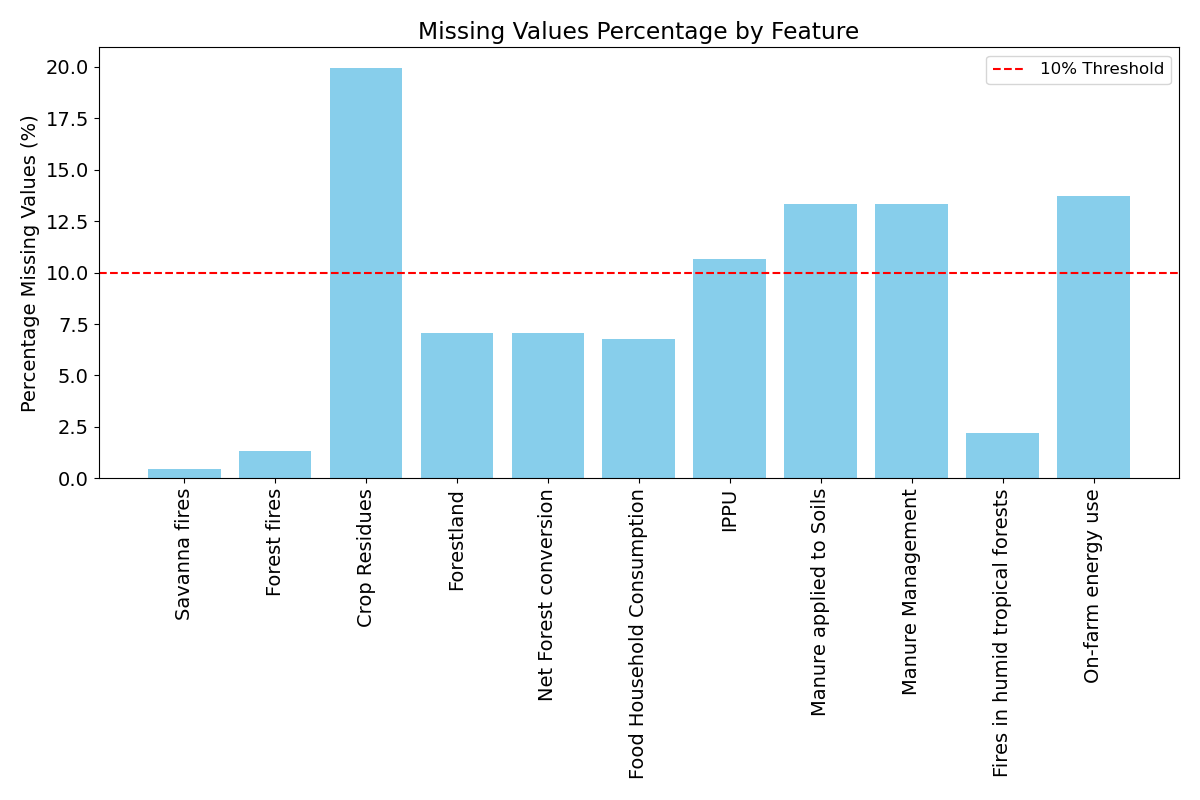 Missing Values Percentage by Feature
10% Threshold
Percentage Missing Values (%)
20.0
17.5
15.0
12.5
10.0
7.5
5.0
2.5
0.0
Savanna fires
Forest fires
Crop Residues
Forestland
Net Forest conversion
Food Household Consumption
IPPU
Manure applied to Soils
Manure Management
Fires in humid tropical forests
On-farm energy use